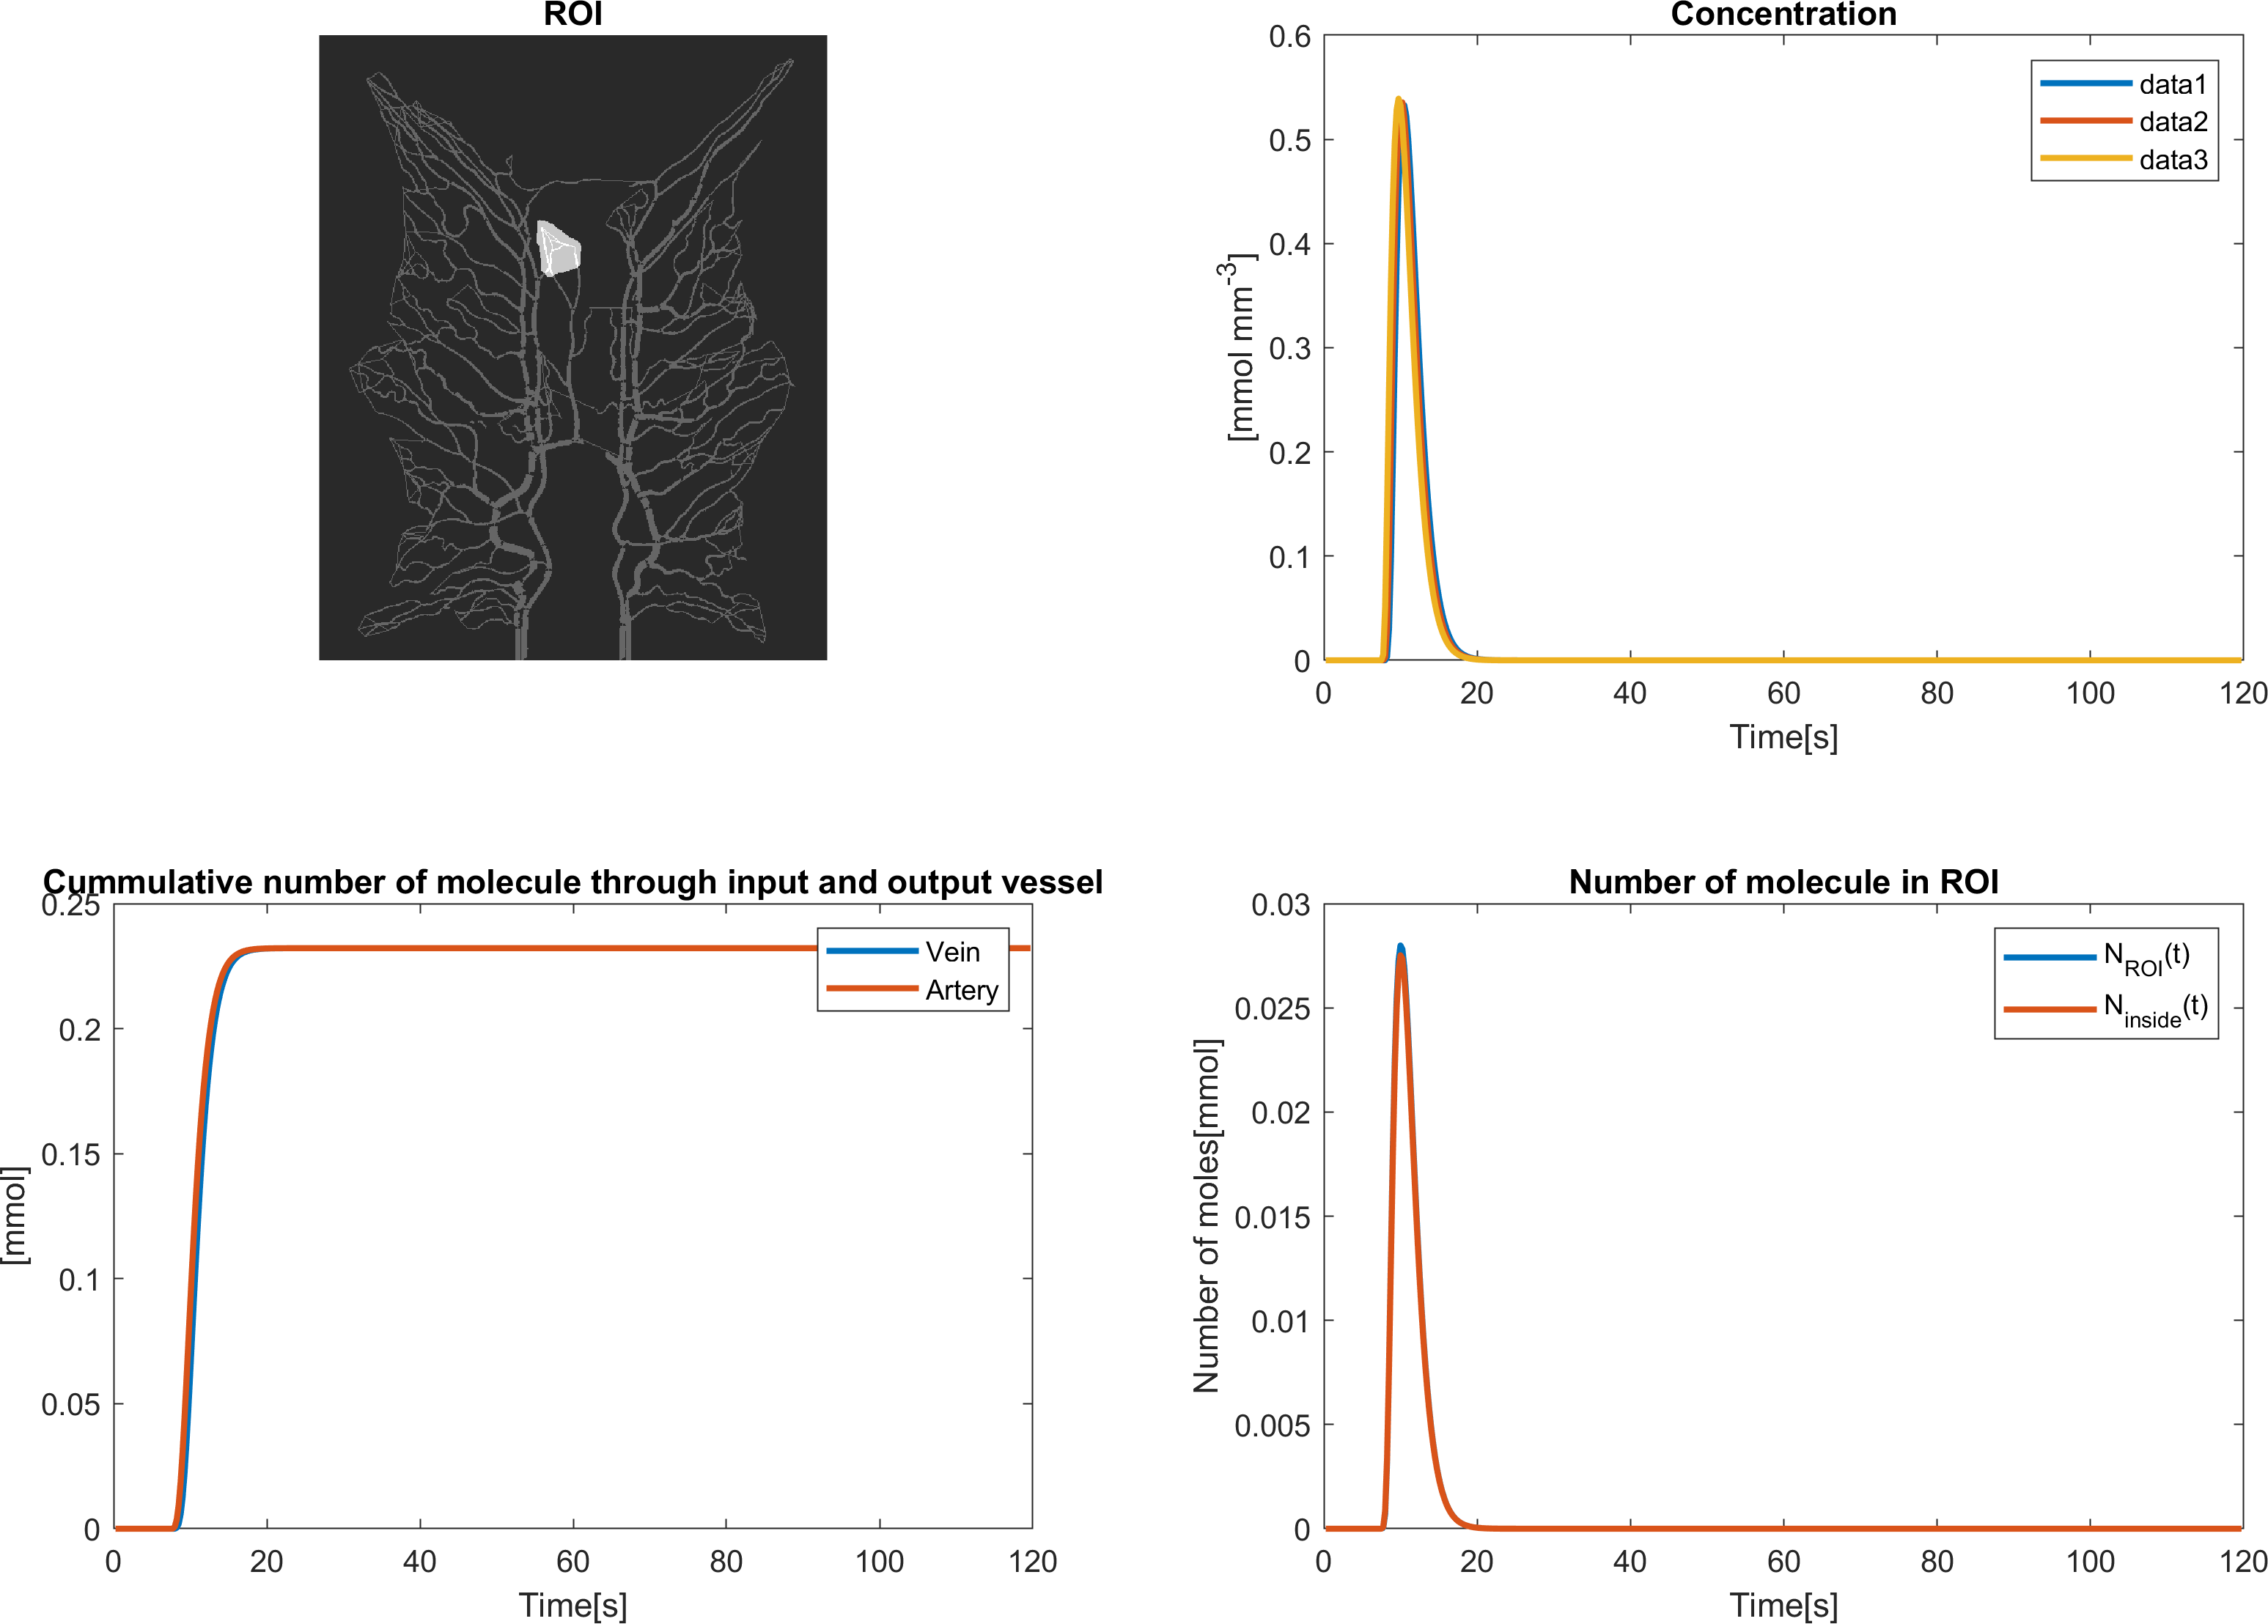 ROI
Concentration
0.6
0.5
0.4
0.3
0.2
0.1
0
[mmol mm⁻³]
data1
data2
data3
0 20 40 60 80 100 120
Time[s]
Cummulative number of molecule through input and output vessel
0.25
0.2
0.15
0.1
0.05
0
[mmol]
Vein
Artery
0 20 40 60 80 100 120
Time[s]
Number of molecule in ROI
0.03
0.025
0.02
0.015
0.01
0.005
0
Number of moles[mmol]
N_ROI(t)
N_inside(t)
0 20 40 60 80 100 120
Time[s]